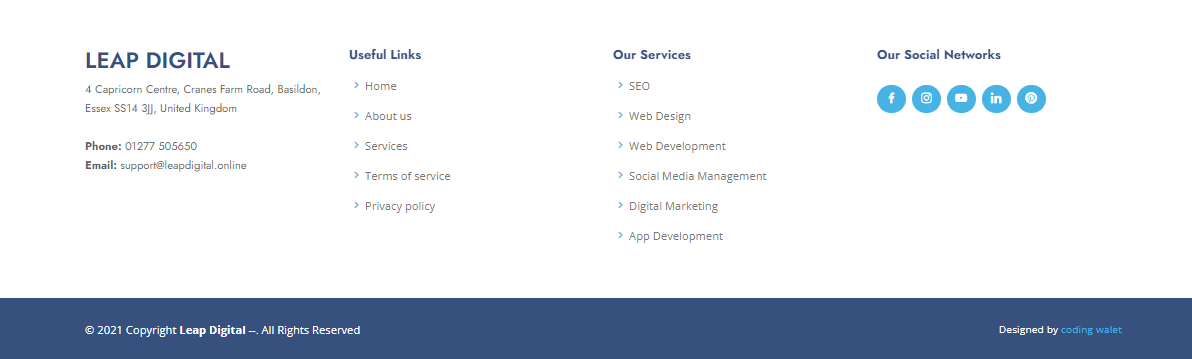 LEAP DIGITAL
4 Capricorn Centre, Cranes Farm Road, Basildon,
Essex SS14 3JJ, United Kingdom
Phone: 01277 505650
Email: support@leapdigital.online
Useful Links
Home
About us
Services
Terms of service
Privacy policy
Our Services
SEO
Web Design
Web Development
Social Media Management
Digital Marketing
App Development
Our Social Networks
© 2021 Copyright Leap Digital --. All Rights Reserved
Designed by coding walet